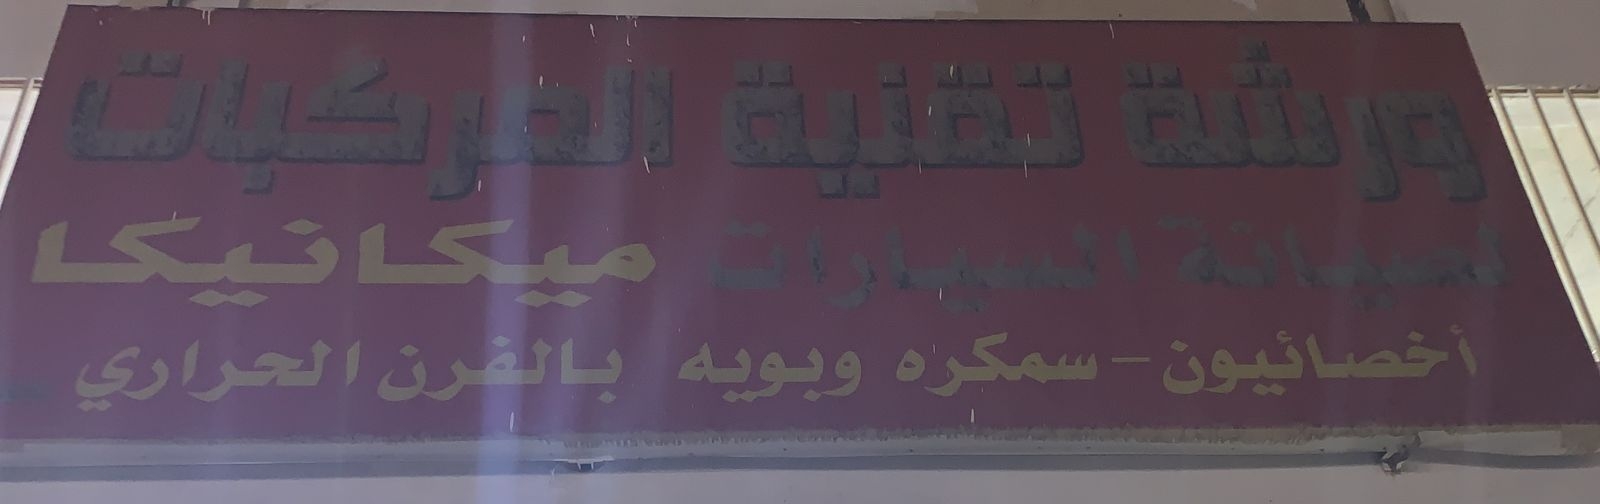 ورشة تقنية المركبات
لصيانة السيارات ميكانيكا
أخصائيون - سمكره وبويه بالفرن الحراري